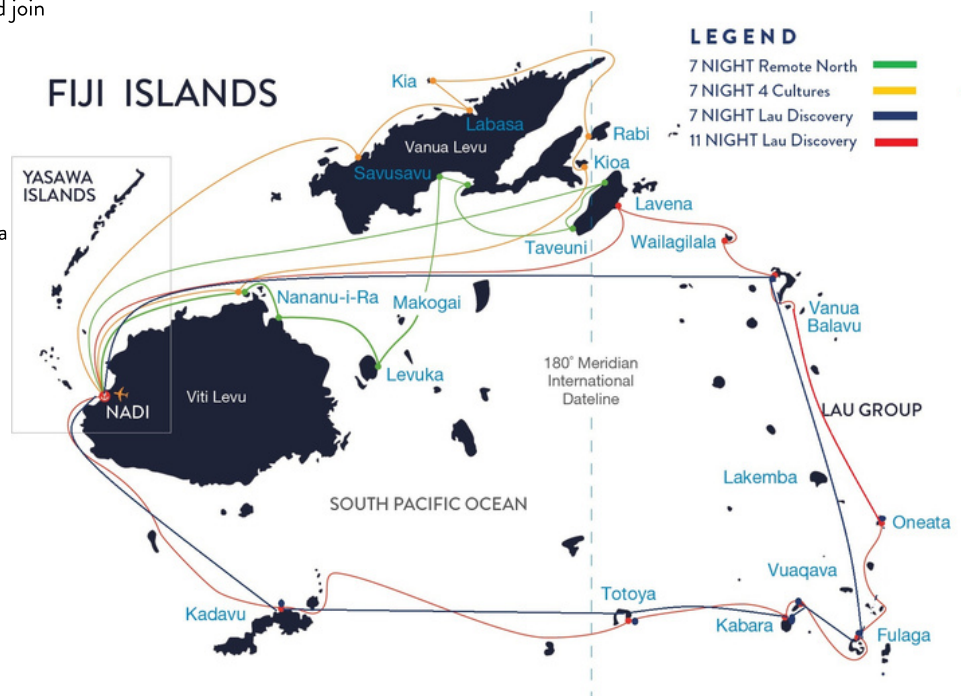 d join
FIJI ISLANDS
LEGEND
7 NIGHT Remote North
7 NIGHT 4 Cultures
7 NIGHT Lau Discovery
11 NIGHT Lau Discovery
Kia
Labasa
Rabi
Vanua Levu
Kioa
Savusavu
YASAWA
ISLANDS
Lavena
a
Taveuni
Wailagilala
Nananu-i-Ra
Makogai
Vanua
Balavu
180° Meridian
International
Dateline
Levuka
Viti Levu
NADI
LAU GROUP
Lakemba
SOUTH PACIFIC OCEAN
Oneata
Vuaqava
Totoya
Kadavu
Kabara
Fulaga